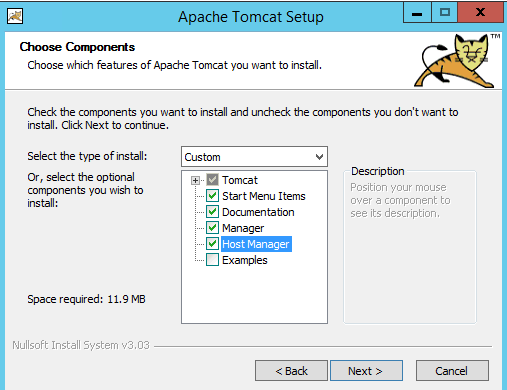 Apache Tomcat Setup
Choose Components
Choose which features of Apache Tomcat you want to install.
TM
Check the components you want to install and uncheck the components you don't want to
install. Click Next to continue.
Select the type of install:
Custom
Or, select the optional
components you wish to
install:
Tomcat
Start Menu Items
Documentation
Manager
Host Manager
Examples
Description
Position your mouse
over a component to
see its description.
Space required: 11.9 MB
Nullsoft Install System v3.03
< Back
Next >
Cancel